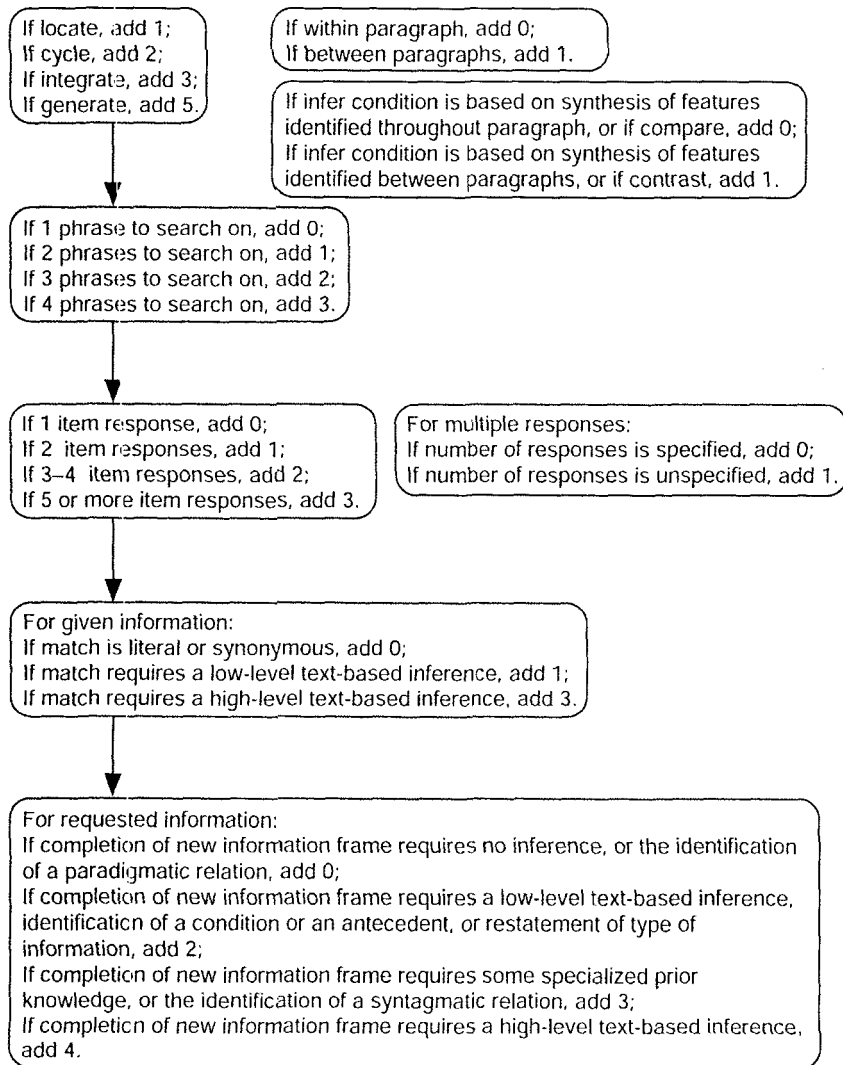 If locate, add 1;
If cycle, add 2;
If integrate, add 3;
If generate, add 5.
If within paragraph, add 0;
If between paragraphs, add 1.
If infer condition is based on synthesis of features
identified throughout paragraph, or if compare, add 0;
If infer condition is based on synthesis of features
identified between paragraphs, or if contrast, add 1.
If 1 phrase to search on, add 0;
If 2 phrases to search on, add 1;
If 3 phrases to search on, add 2;
If 4 phrases to search on, add 3.
If 1 item response, add 0;
If 2 item responses, add 1;
If 3–4 item responses, add 2;
If 5 or more item responses, add 3.
For multiple responses:
If number of responses is specified, add 0;
If number of responses is unspecified, add 1.
For given information:
If match is literal or synonymous, add 0;
If match requires a low-level text-based inference, add 1;
If match requires a high-level text-based inference, add 3.
For requested information:
If completion of new information frame requires no inference, or the identification
of a paradigmatic relation, add 0;
If completion of new information frame requires a low-level text-based inference,
identification of a condition or an antecedent, or restatement of type of
information, add 2;
If completion of new information frame requires some specialized prior
knowledge, or the identification of a syntagmatic relation, add 3;
If completion of new information frame requires a high-level text-based inference,
add 4.